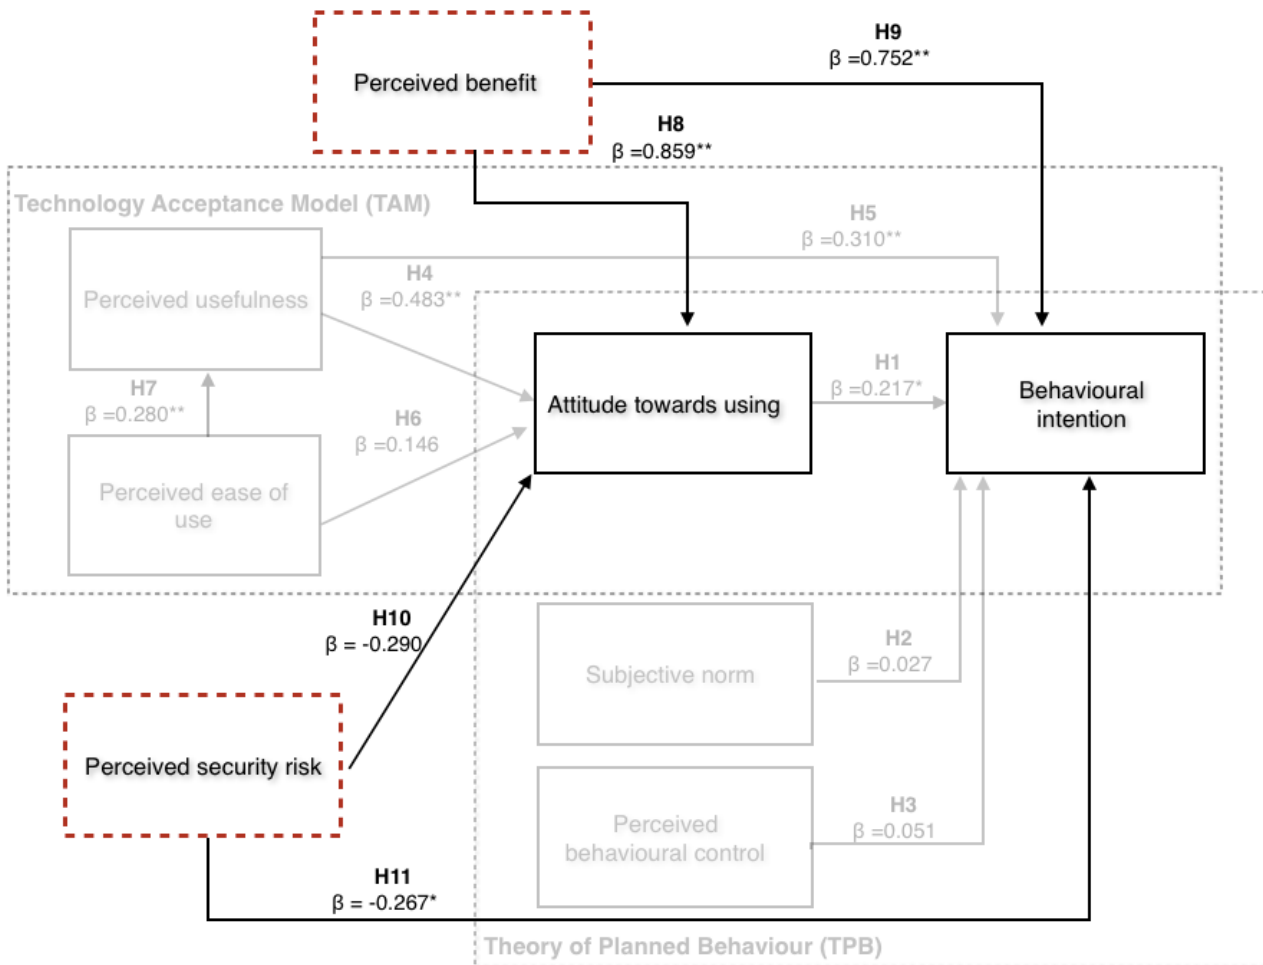 H9
β =0.752**
Perceived benefit
H8
β =0.859**
Technology Acceptance Model (TAM)
H5
β =0.310**
H4
β =0.483**
Perceived usefulness
H7
β =0.280**
H6
β =0.146
Attitude towards using
H1
β =0.217*
Behavioural
intention
Perceived ease of
use
H10
β = -0.290
H2
β =0.027
Subjective norm
Perceived security risk
H3
β =0.051
Perceived
behavioural control
H11
β = -0.267*
Theory of Planned Behaviour (TPB)